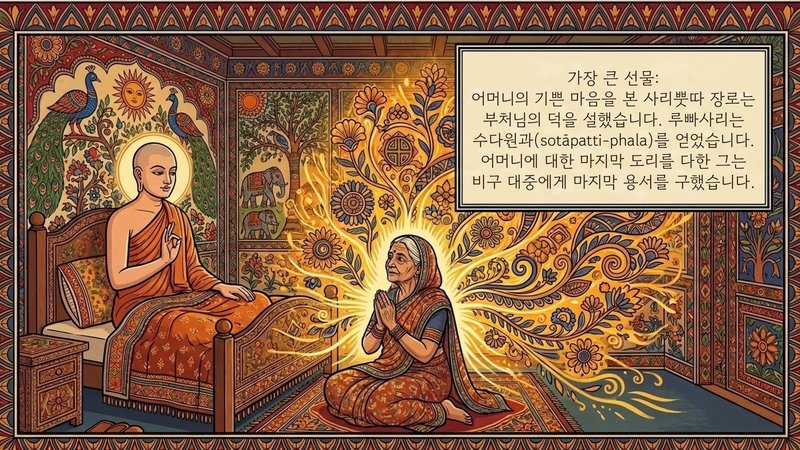 가장 큰 선물:
어머니의 기쁜 마음을 본 사리뿟따 장로는
부처님의 덕을 설했습니다. 루빠사리는
수다원과(sotāpatti-phala)를 얻었습니다.
어머니에 대한 마지막 도리를 다한 그는
비구 대중에게 마지막 용서를 구했습니다.